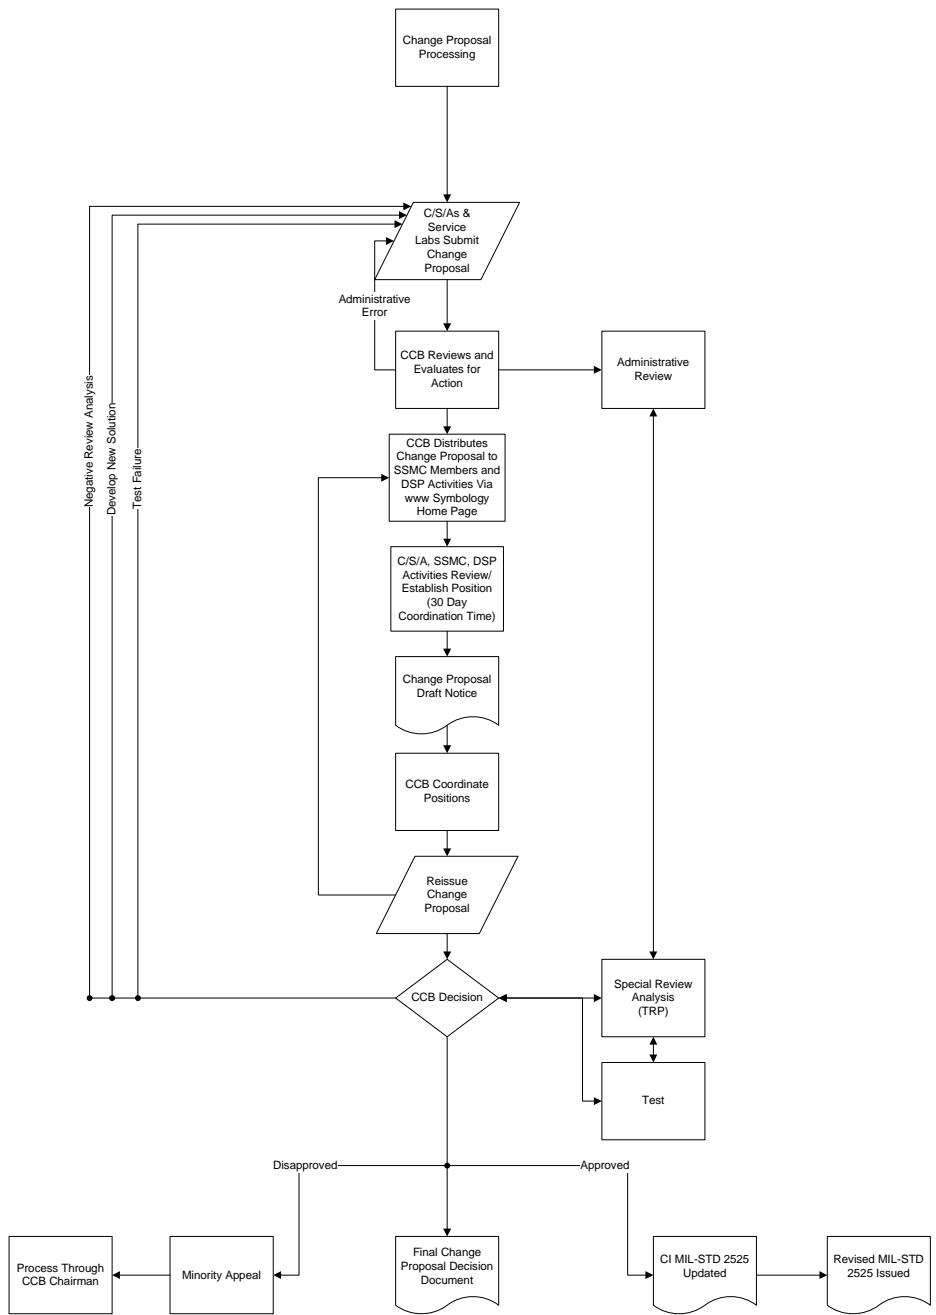 Change Proposal
Processing
C/S/As &
Service
Labs Submit
Change
Proposal
Administrative
Error
CCB Reviews and
Evaluates for
Action
Administrative
Review
Negative Review Analysis
Develop New Solution
Test Failure
CCB Distributes
Change Proposal to
SSMC Members and
DSP Activities Via
www Symbology
Home Page
C/S/A, SSMC, DSP
Activities Review/
Establish Position
(30 Day
Coordination Time)
Change Proposal
Draft Notice
CCB Coordinate
Positions
Reissue
Change
Proposal
CCB Decision
Special Review
Analysis
(TRP)
Test
Disapproved
Approved
Process Through
CCB Chairman
Minority Appeal
Final Change
Proposal Decision
Document
CI MIL-STD 2525
Updated
Revised MIL-STD
2525 Issued